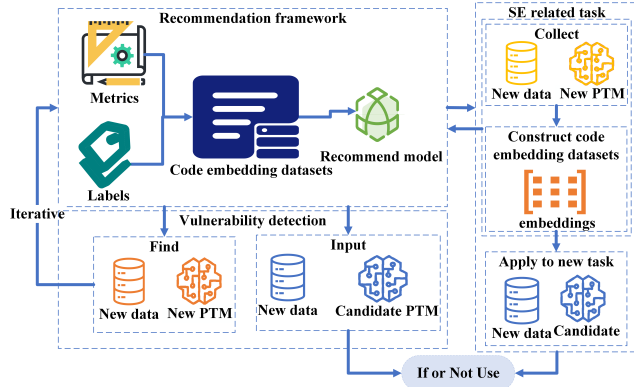 Recommendation framework
Metrics
Labels
Code embedding datasets
Recommend model
Iterative
Vulnerability detection
Find
New data
New PTM
Input
New data
Candidate PTM
SE related task
Collect
New data
New PTM
Construct code
embedding datasets
embeddings
Apply to new task
New data
Candidate
If or Not Use